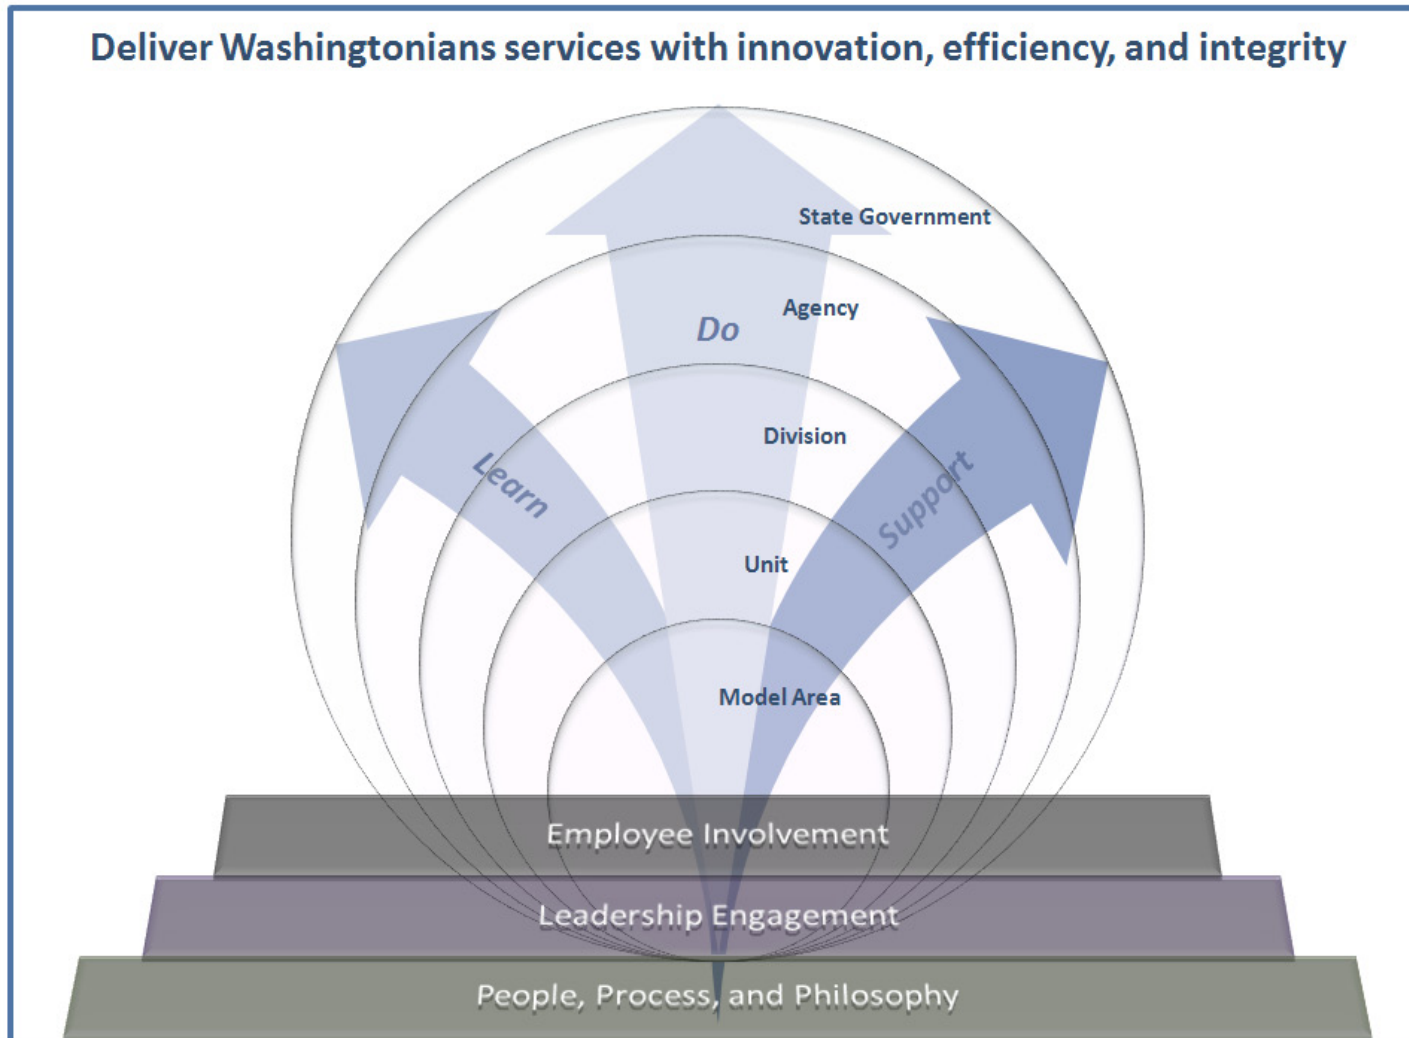 Deliver Washingtonians services with innovation, efficiency, and integrity
State Government
Agency
Do
Division
Learn
Support
Unit
Model Area
Employee Involvement
Leadership Engagement
People, Process, and Philosophy